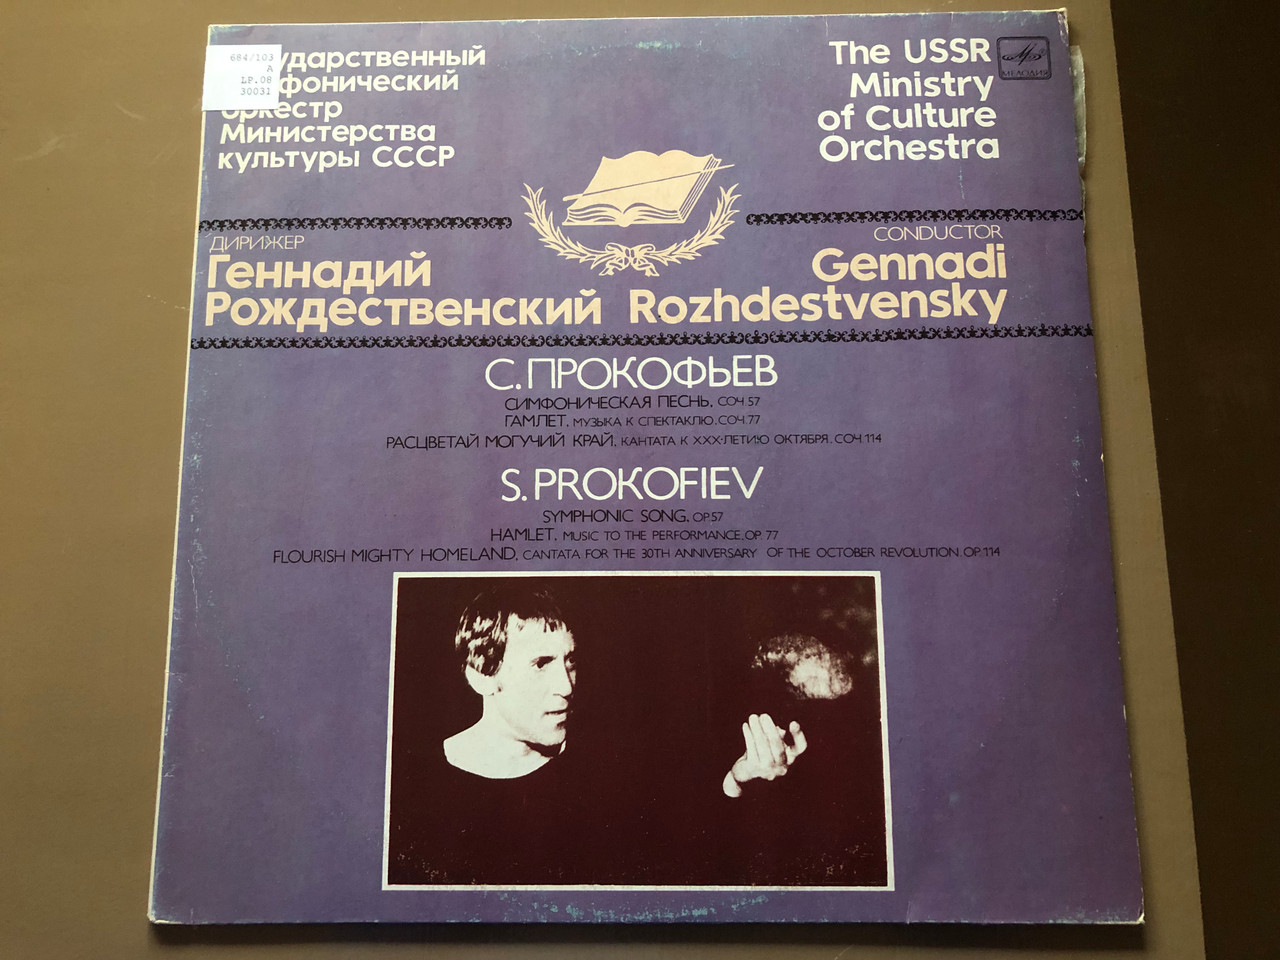 684/103
A
LP.08
30031
ударственный
фонический
оркестр
Министерства
культуры СССР
The USSR
Ministry
of Culture
Orchestra
МЕЛОДИЯ
ДИРИЖЕР
Геннадий
Рождественский
CONDUCTOR
Gennadi
Rozhdestvensky
С.ПРОКОФЬЕВ
СИМФОНИЧЕСКАЯ ПЕСНЬ, СОЧ.57
ГАМЛЕТ, МУЗЫКА К СПЕКТАКЛЮ.СОЧ.77
РАСЦВЕТАЙ МОГУЧИЙ КРАЙ, КАНТАТА К XXX-ЛЕТИЮ ОКТЯБРЯ. СОЧ.114
S.PROKOFIEV
SYMPHONIC SONG, OP.57
HAMLET, MUSIC TO THE PERFORMANCE.OP. 77
FLOURISH MIGHTY HOMELAND, CANTATA FOR THE 30TH ANNIVERSARY OF THE OCTOBER REVOLUTION. OP.114